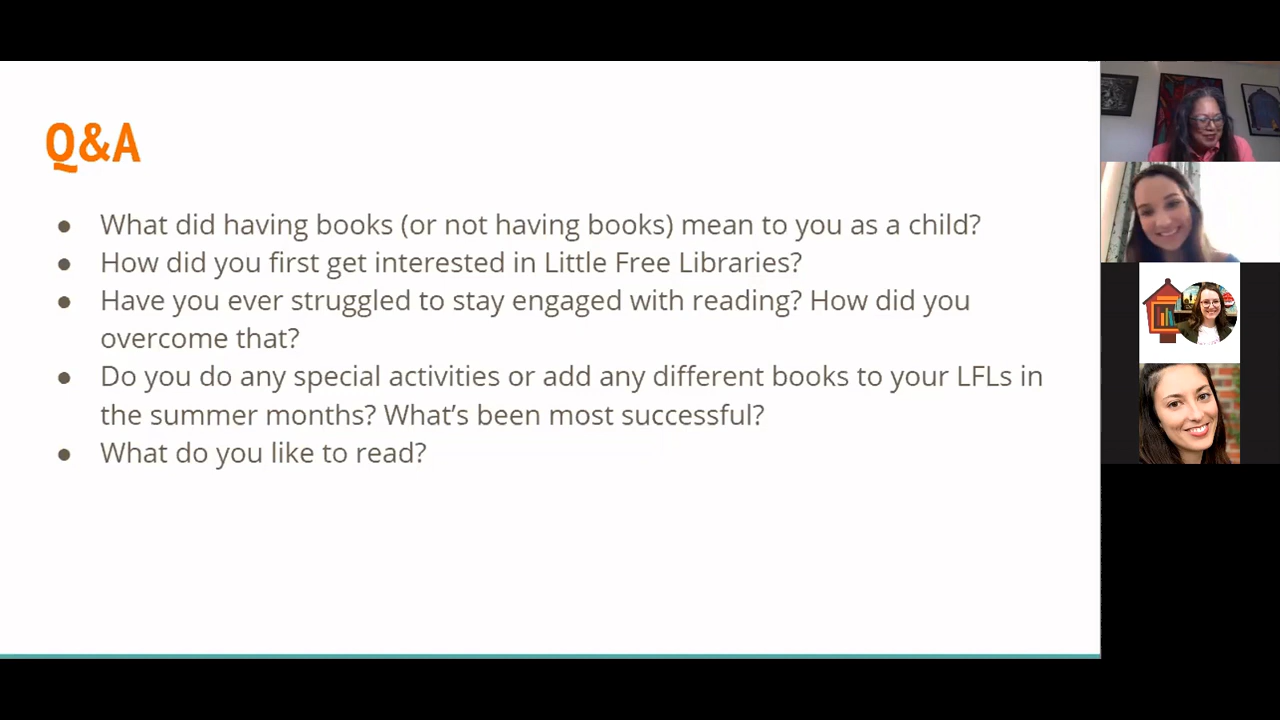 Q&A
● What did having books (or not having books) mean to you as a child?
● How did you first get interested in Little Free Libraries?
● Have you ever struggled to stay engaged with reading? How did you
overcome that?
● Do you do any special activities or add any different books to your LFLs in
the summer months? What’s been most successful?
● What do you like to read?